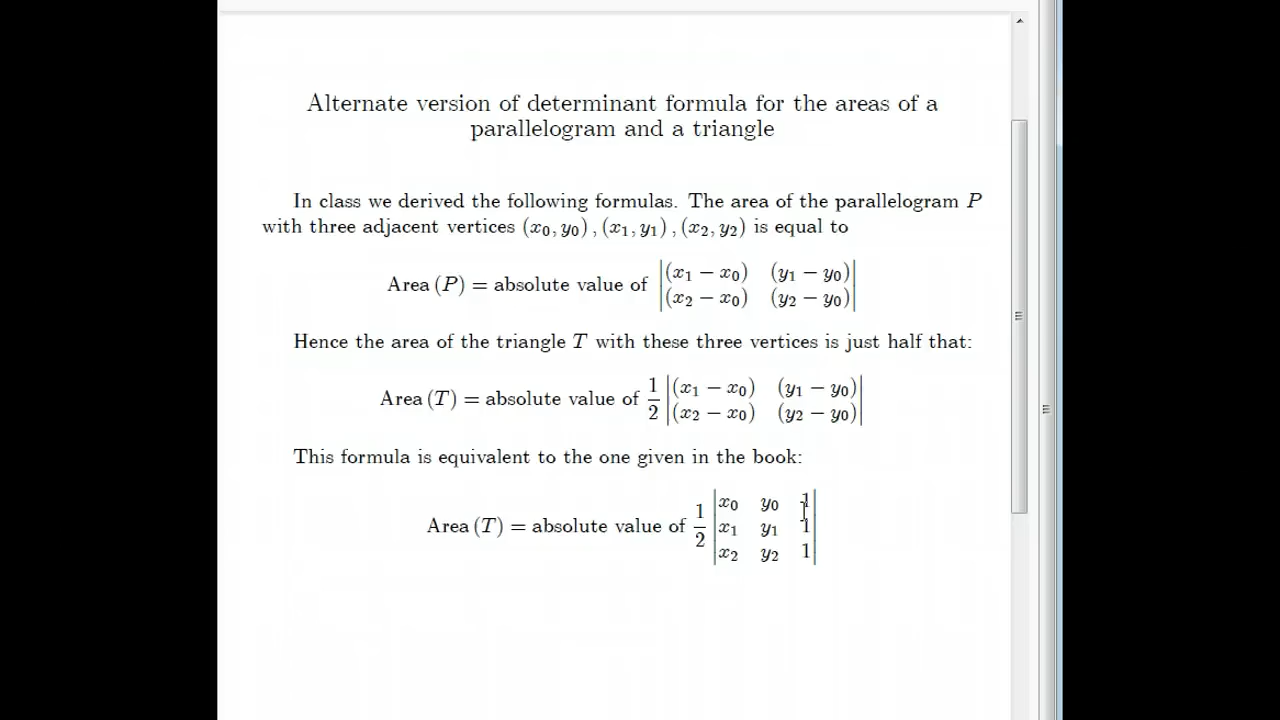 Alternate version of determinant formula for the areas of a
parallelogram and a triangle
In class we derived the following formulas. The area of the parallelogram P
with three adjacent vertices (x₀, y₀), (x₁, y₁), (x₂, y₂) is equal to
Area (P) = absolute value of |(x₁ − x₀) (y₁ − y₀)|
|(x₂ − x₀) (y₂ − y₀)|
Hence the area of the triangle T with these three vertices is just half that:
Area (T) = absolute value of 1/2 |(x₁ − x₀) (y₁ − y₀)|
|(x₂ − x₀) (y₂ − y₀)|
This formula is equivalent to the one given in the book:
Area (T) = absolute value of 1/2 |x₀ y₀ 1|
|x₁ y₁ 1|
|x₂ y₂ 1|